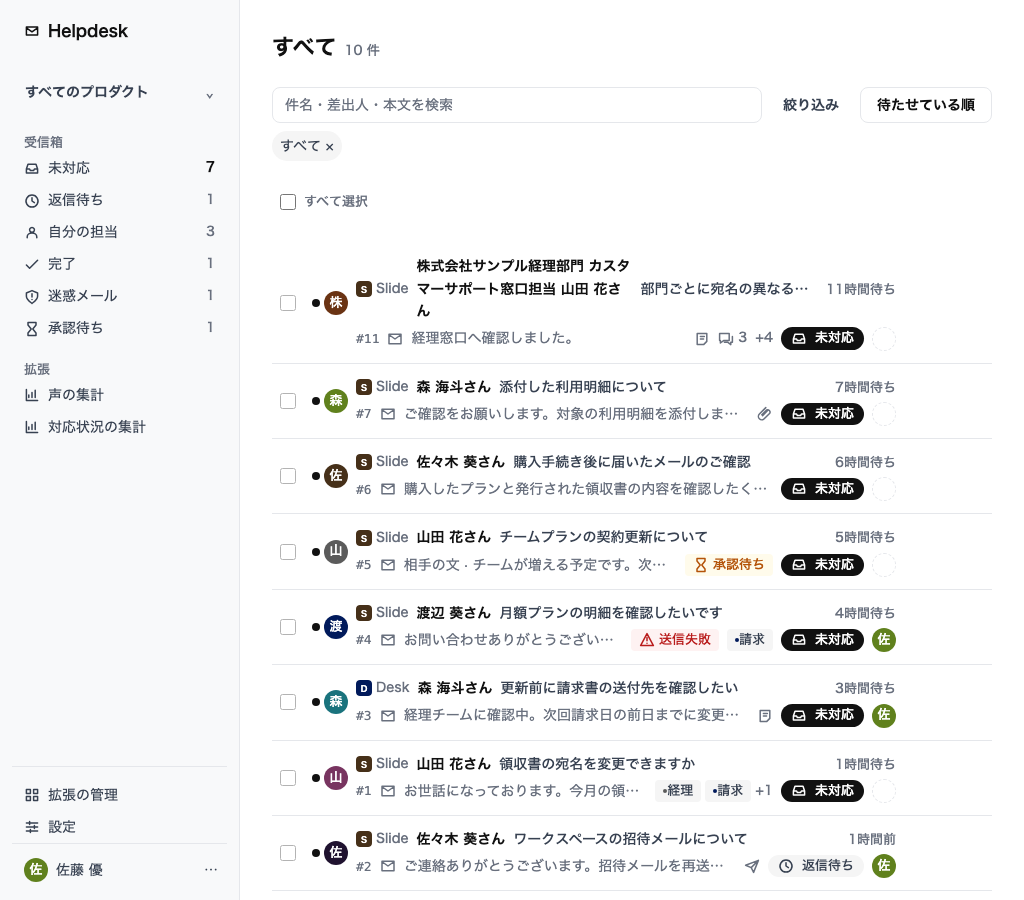 Helpdesk
すべてのプロダクト
受信箱
未対応 7
返信待ち 1
自分の担当 3
完了 1
迷惑メール 1
承認待ち 1
拡張
声の集計
対応状況の集計
拡張の管理
設定
佐 佐藤 優 …
すべて 10 件
件名・差出人・本文を検索 絞り込み 待たせている順
すべて ×
すべて選択
株 S Slide 株式会社サンプル経理部門 カスタ
マーサポート窓口担当 山田 花さ
ん
部門ごとに宛名の異なる… 11時間待ち
#11 経理窓口へ確認しました。 3 +4 未対応
森 S Slide 森 海斗さん 添付した利用明細について 7時間待ち
#7 ご確認をお願いします。対象の利用明細を添付しま… 未対応
佐 S Slide 佐々木 葵さん 購入手続き後に届いたメールのご確認 6時間待ち
#6 購入したプランと発行された領収書の内容を確認したく… 未対応
山 S Slide 山田 花さん チームプランの契約更新について 5時間待ち
#5 相手の文 · チームが増える予定です。次… 承認待ち 未対応
渡 S Slide 渡辺 葵さん 月額プランの明細を確認したいです 4時間待ち
#4 お問い合わせありがとうござい… 送信失敗 •請求 未対応 佐
森 D Desk 森 海斗さん 更新前に請求書の送付先を確認したい 3時間待ち
#3 経理チームに確認中。次回請求日の前日までに変更… 未対応 佐
山 S Slide 山田 花さん 領収書の宛名を変更できますか 1時間待ち
#1 お世話になっております。今月の領… •経理 •請求 +1 未対応
佐 S Slide 佐々木 葵さん ワークスペースの招待メールについて 1時間前
#2 ご連絡ありがとうございます。招待メールを再送… 返信待ち 佐